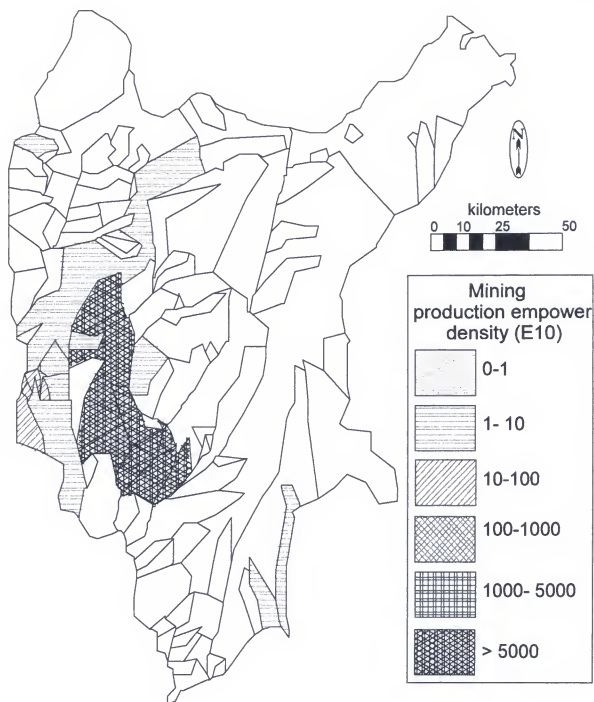 N
kilometers
0 10 25 50
Mining
production empower
density (E10)
0-1
1- 10
10-100
100-1000
1000- 5000
> 5000